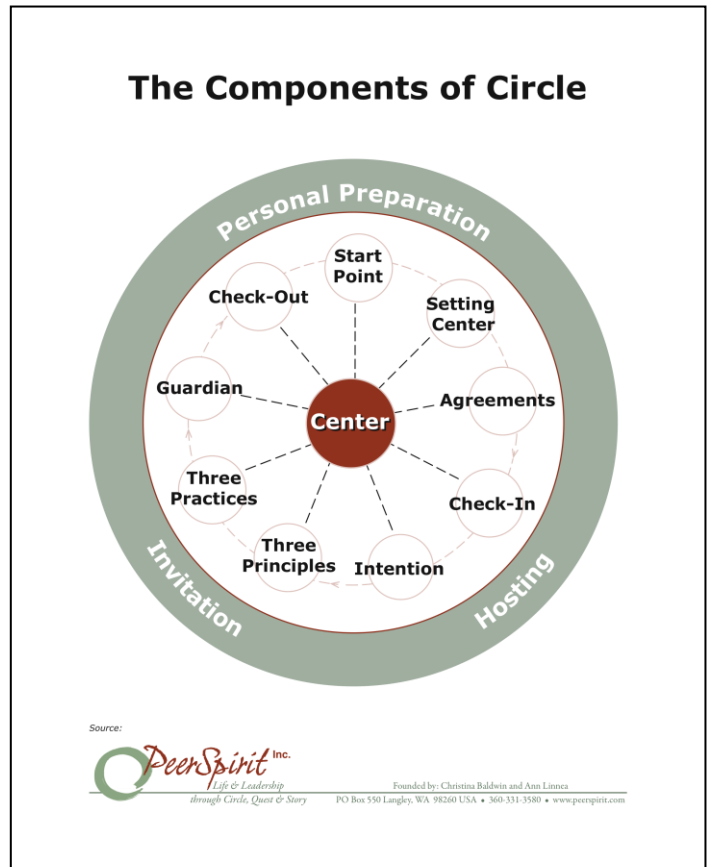 The Components of Circle
Personal Preparation
Start
Point
Check-Out
Setting
Center
Guardian
Agreements
Center
Three
Practices
Check-In
Three
Principles
Intention
Invitation
Hosting
Source:
PeerSpirit Inc.
Life & Leadership
through Circle, Quest & Story
Founded by: Christina Baldwin and Ann Linnea
PO Box 550 Langley, WA 98260 USA • 360-331-3580 • www.peerspirit.com